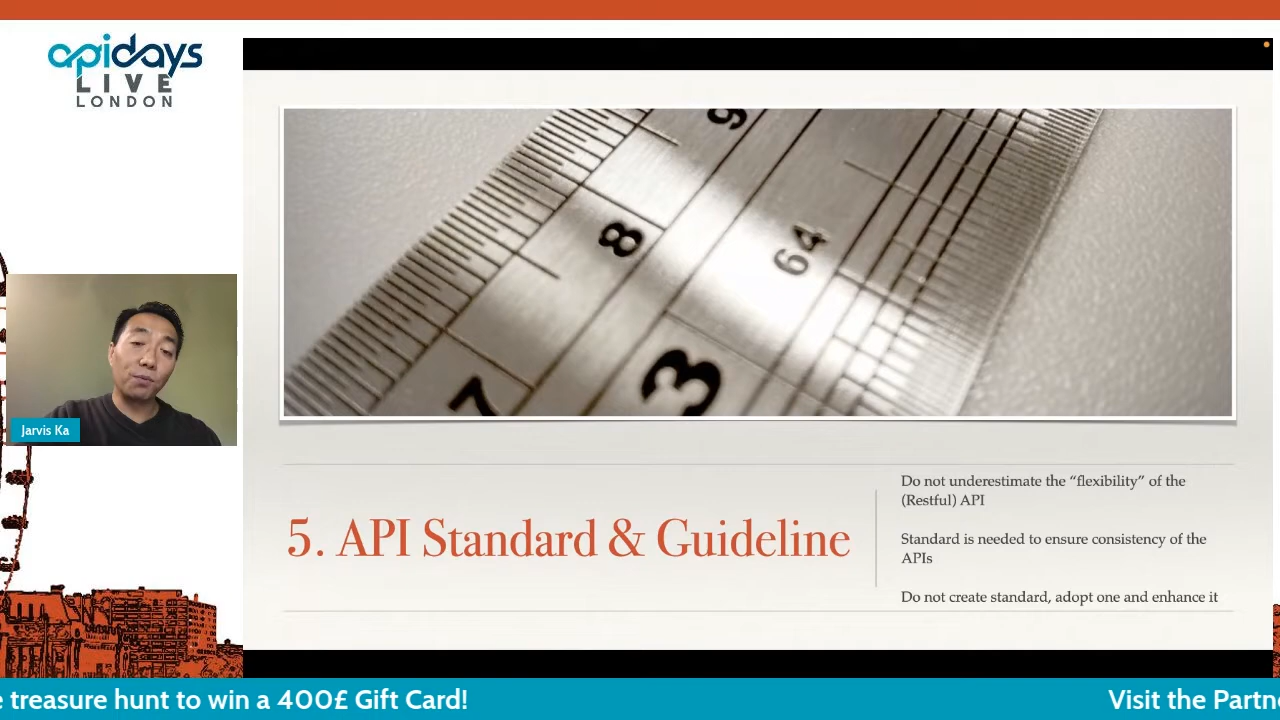 apidays
LIVE
LONDON
9
8
64
7
3
Jarvis Ka
5. API Standard & Guideline
Do not underestimate the “flexibility” of the
(Restful) API
Standard is needed to ensure consistency of the
APIs
Do not create standard, adopt one and enhance it
treasure hunt to win a 400£ Gift Card!
Visit the